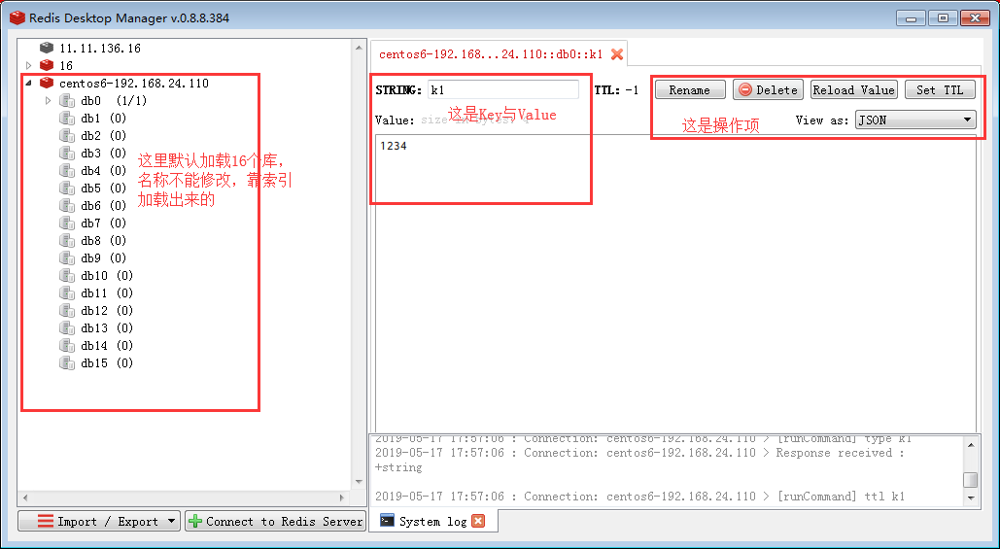 Redis Desktop Manager v.0.8.8.384
11.11.136.16
16
centos6-192.168.24.110
db0 (1/1)
db1 (0)
db2 (0)
db3 (0)
db4 (0)
db5 (0)
db6 (0)
db7 (0)
db8 (0)
db9 (0)
db10 (0)
db11 (0)
db12 (0)
db13 (0)
db14 (0)
db15 (0)
这里默认加载16个库，
名称不能修改，靠索引
加载出来的
Import / Export
Connect to Redis Server
centos6-192.168...24.110::db0::k1
STRING: k1 TTL: -1 Rename Delete Reload Value Set TTL
这是Key与Value
Value: size
View as: JSON
这是操作项
1234
2019-05-17 17:57:06 : Connection: centos6-192.168.24.110 > [runCommand] type k1
2019-05-17 17:57:06 : Connection: centos6-192.168.24.110 > Response received :
+string
2019-05-17 17:57:06 : Connection: centos6-192.168.24.110 > [runCommand] ttl k1
System log